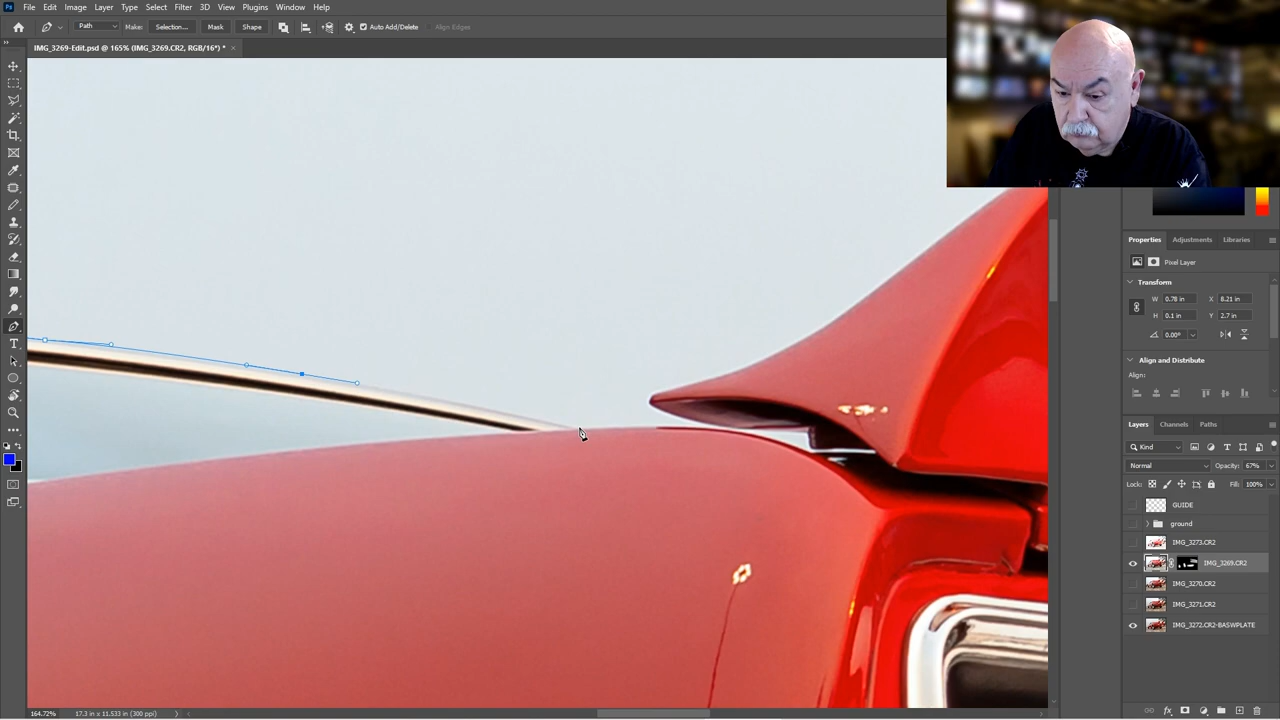 Ps File Edit Image Layer Type Select Filter 3D View Plugins Window Help
Path Make: Selection... Mask Shape Auto Add/Delete Align Edges
IMG_3269-Edit.psd @ 165% (IMG_3269.CR2, RGB/16*) *
Properties Adjustments Libraries
Pixel Layer
Transform
W 0.78 in X 8.21 in
H 0.1 in Y 2.7 in
0.00°
Align and Distribute
Align:
Layers Channels Paths
Kind
Normal Opacity: 67%
Lock: Fill: 100%
GUIDE
ground
IMG_3273.CR2
IMG_3269.CR2
IMG_3270.CR2
IMG_3271.CR2
IMG_3272.CR2-BASWPLATE
164.72% 17.3 in x 11.533 in (300 ppi)